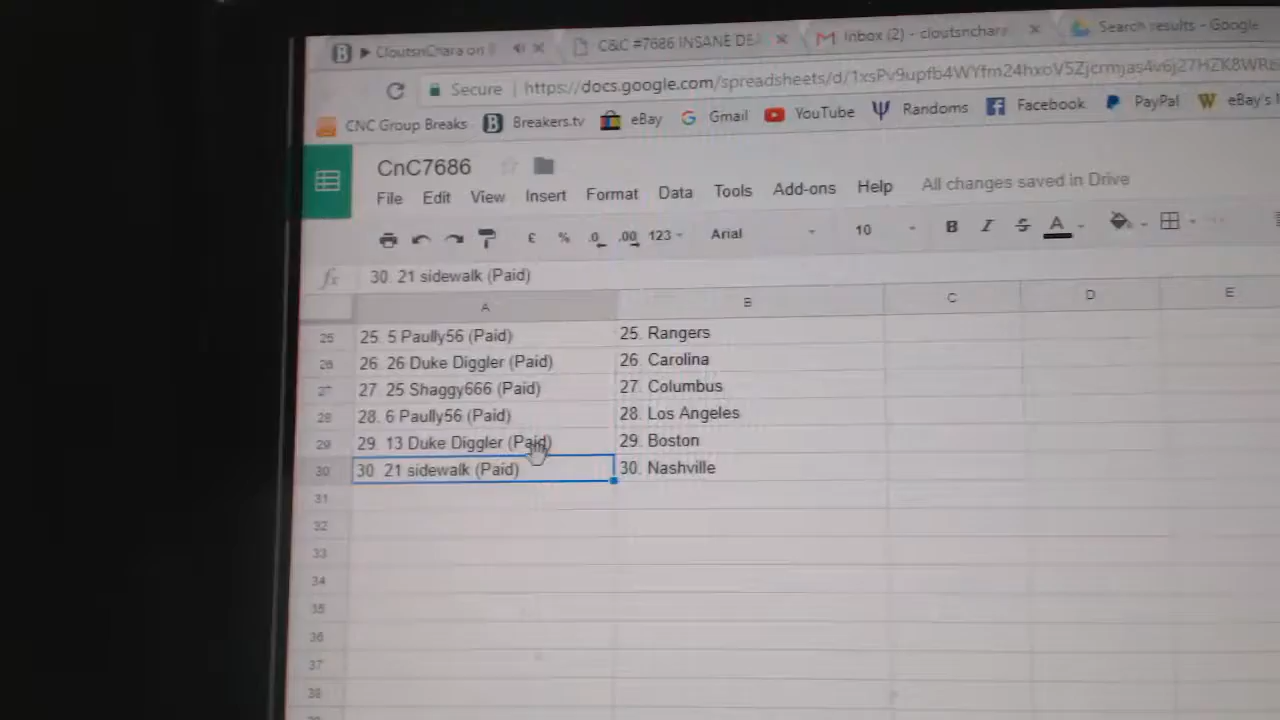 CloutsnChara on
C&C #7686 INSANE DE
Inbox (2) - cloutsnchara
Search results - Google
Secure
https://docs.google.com/spreadsheets/d/1xsPv9upfb4WYfm24hxoV5Zjcrmjas4v6j27HZK8WR
CNC Group Breaks
Breakers.tv
eBay
Gmail
YouTube
Randoms
Facebook
PayPal
eBay's
CnC7686
File Edit View Insert Format Data Tools Add-ons Help All changes saved in Drive
£ % .0 .00 123 Arial 10 B I S A
fx 30. 21 sidewalk (Paid)
A B C D E
25 25. 5 Paully56 (Paid) 25. Rangers
26 26. 26 Duke Diggler (Paid) 26. Carolina
27 27. 25 Shaggy666 (Paid) 27. Columbus
28 28. 6 Paully56 (Paid) 28. Los Angeles
29 29. 13 Duke Diggler (Paid) 29. Boston
30 30. 21 sidewalk (Paid) 30. Nashville
31
32
33
34
35
36
37
38